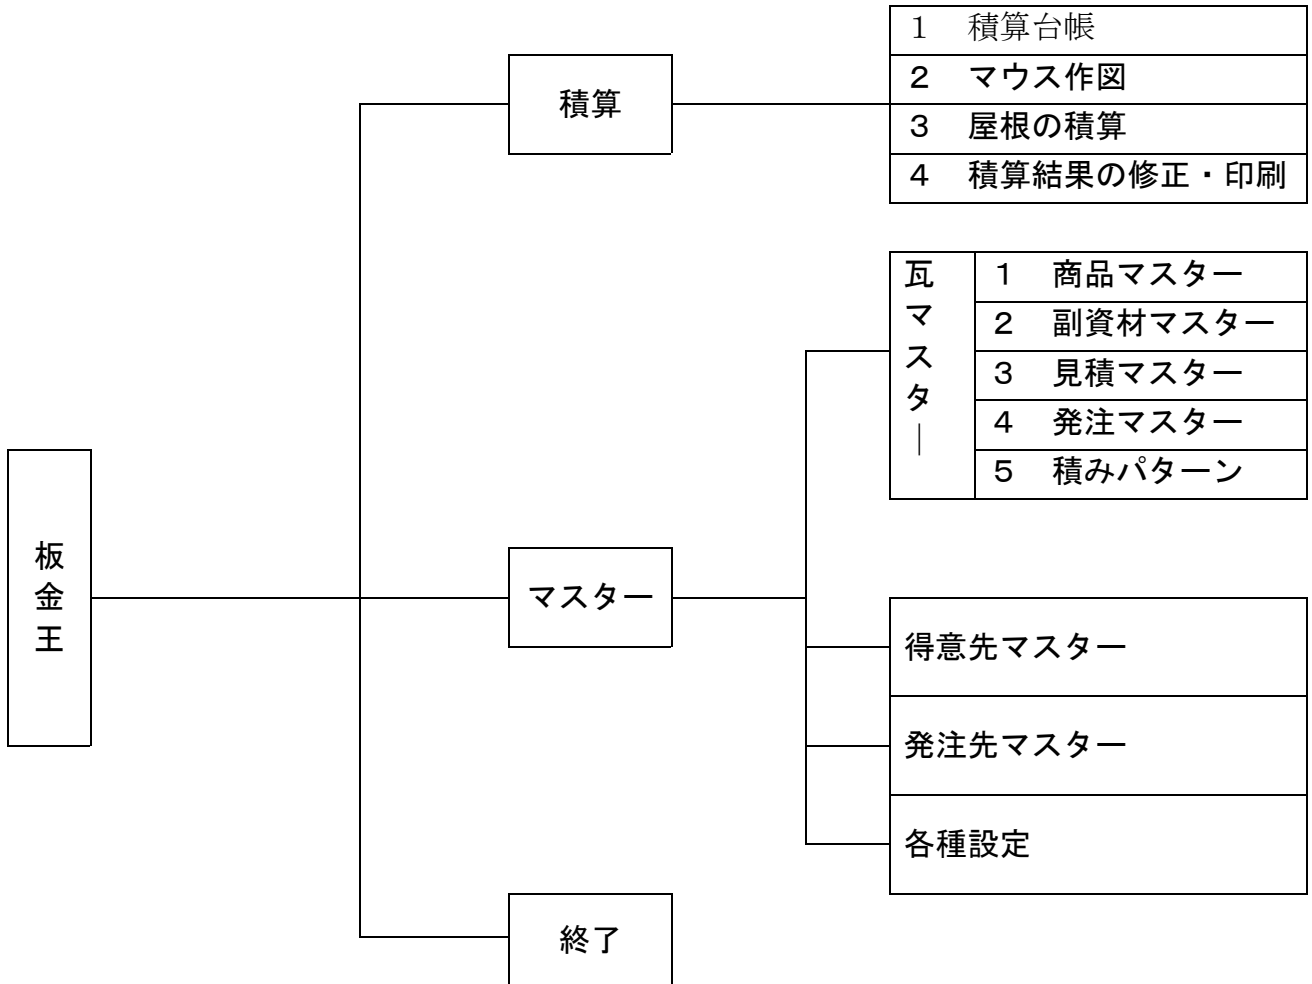 板金王
積算
1 積算台帳
2 マウス作図
3 屋根の積算
4 積算結果の修正・印刷
マスター
瓦マスター
1 商品マスター
2 副資材マスター
3 見積マスター
4 発注マスター
5 積みパターン
得意先マスター
発注先マスター
各種設定
終了